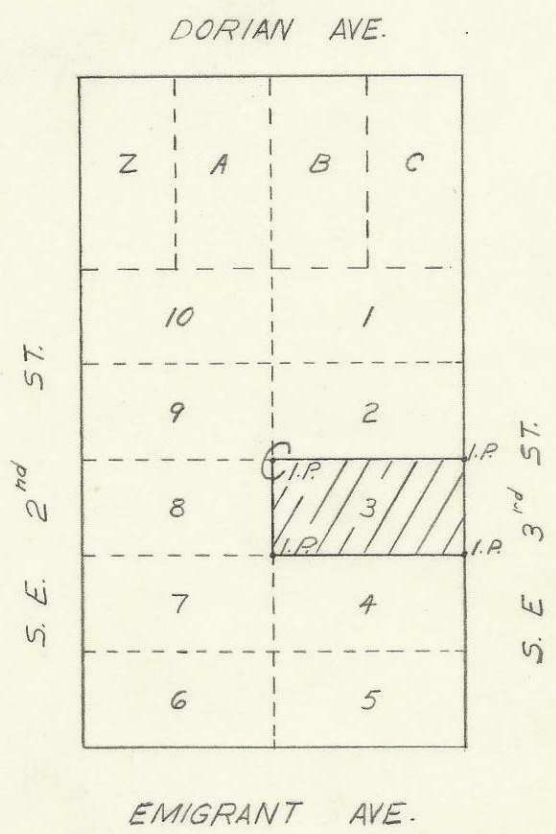 DORIAN AVE.
Z A B C
10 1
9 2
I.P. I.P.
8 3
I.P. I.P.
7 4
6 5
S.E. 2nd ST.
S.E 3rd ST.
EMIGRANT AVE.